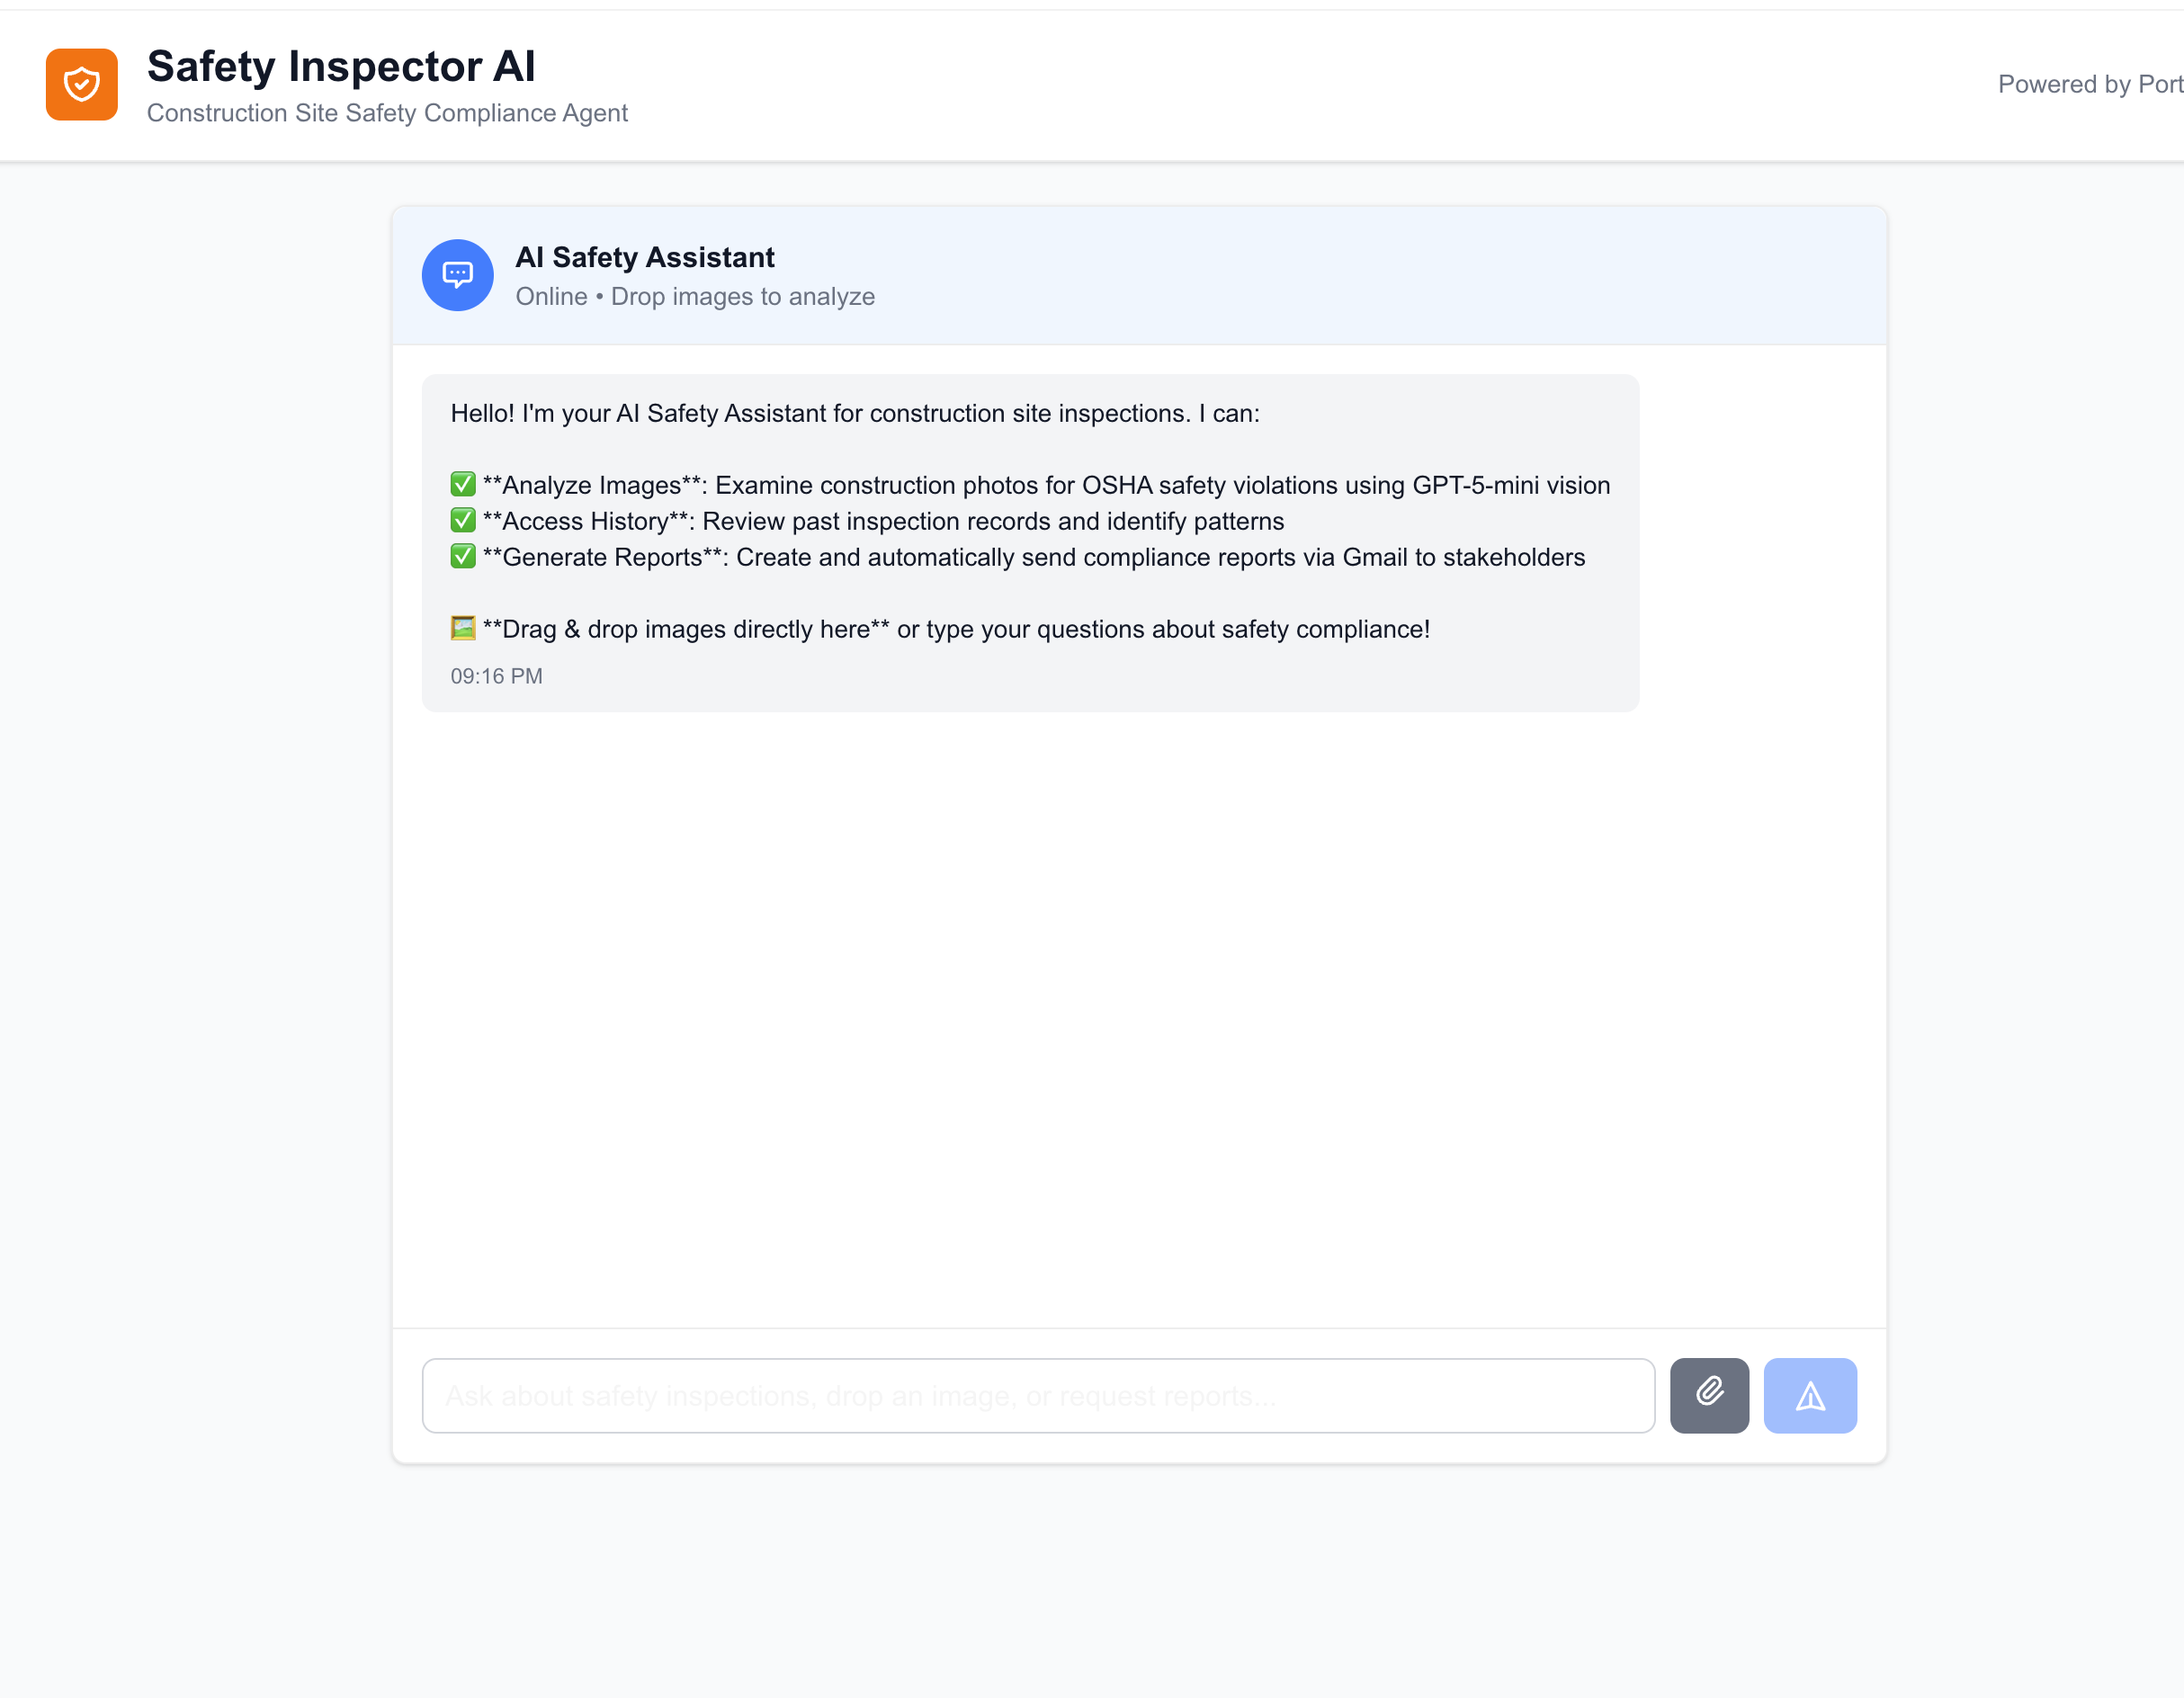 Safety Inspector AI
Construction Site Safety Compliance Agent
Powered by Port
AI Safety Assistant
Online • Drop images to analyze
Hello! I'm your AI Safety Assistant for construction site inspections. I can:
✅ **Analyze Images**: Examine construction photos for OSHA safety violations using GPT-5-mini vision
✅ **Access History**: Review past inspection records and identify patterns
✅ **Generate Reports**: Create and automatically send compliance reports via Gmail to stakeholders
🖼️ **Drag & drop images directly here** or type your questions about safety compliance!
09:16 PM
Ask about safety inspections, drop an image, or request reports...